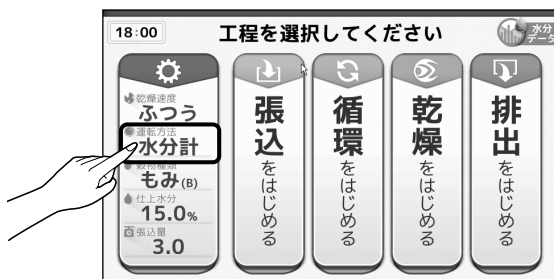 18:00
工程を選択してください
水分
データ
乾燥速度
ふつう
運転方法
水分計
穀物種類
もみ(B)
仕上水分
15.0%
張込量
3.0
張込をはじめる
循環をはじめる
乾燥をはじめる
排出をはじめる